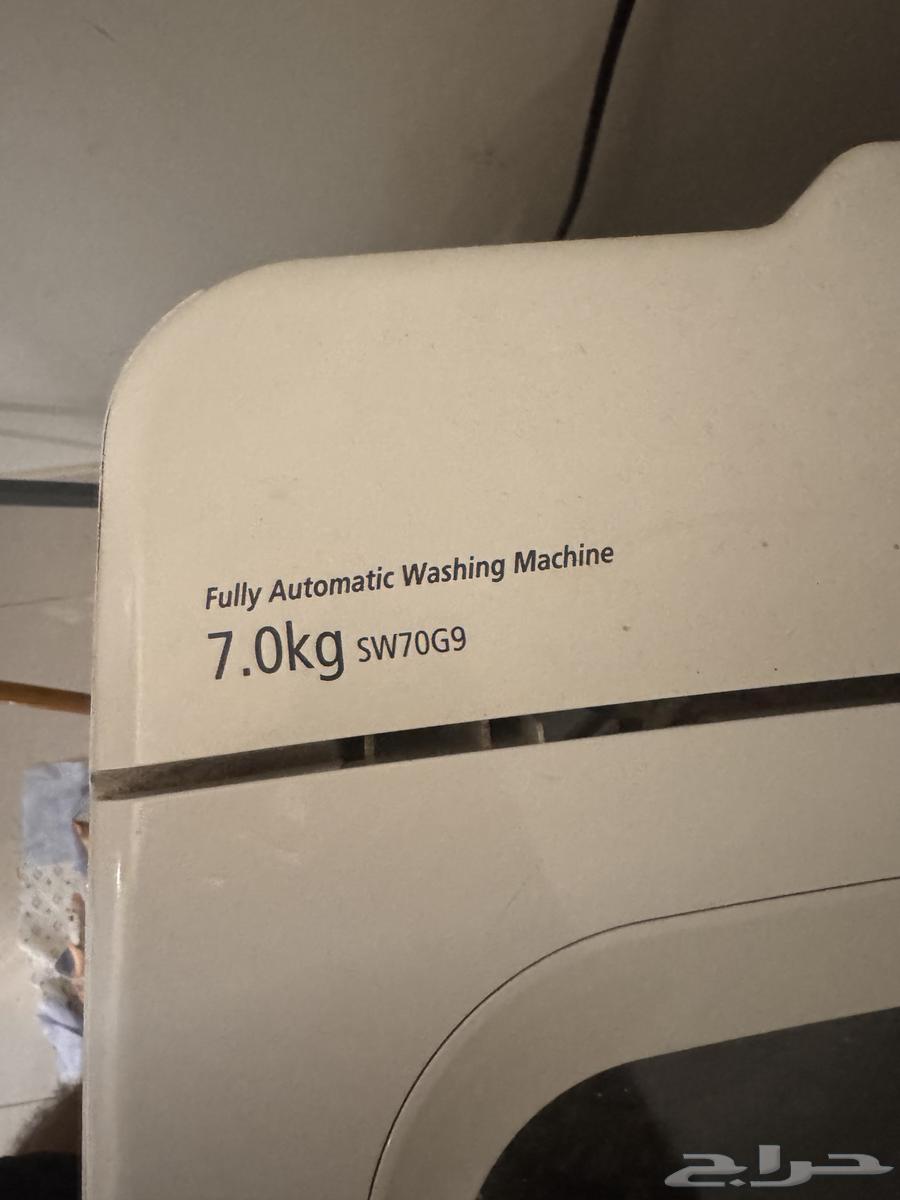 Fully Automatic Washing Machine
7.0kg SW70G9
حراج